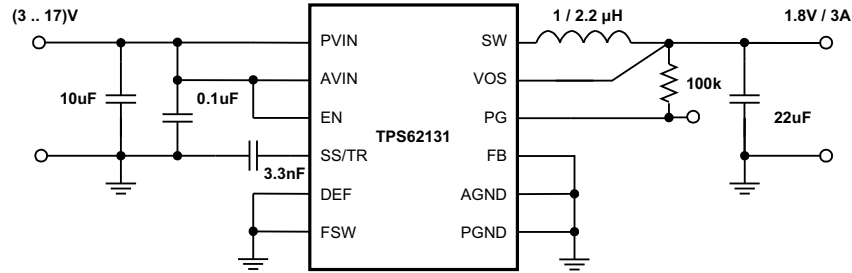 (3 .. 17)V
1 / 2.2 µH
1.8V / 3A
PVIN
SW
AVIN
VOS
10uF
0.1uF
100k
EN
PG
22uF
TPS62131
SS/TR
FB
3.3nF
DEF
AGND
FSW
PGND